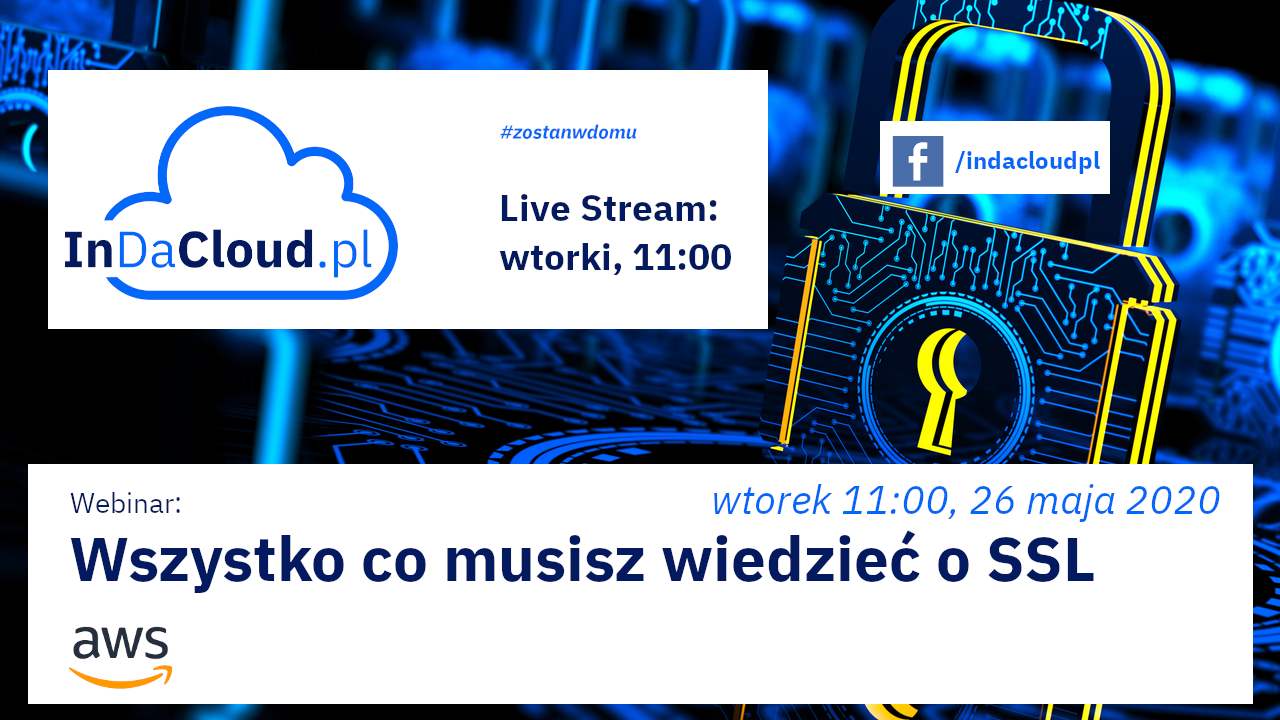 InDaCloud.pl
#zostanwdomu
Live Stream:
wtorki, 11:00
f /indacloudpl
Webinar:
wtorek 11:00, 26 maja 2020
Wszystko co musisz wiedzieć o SSL
aws